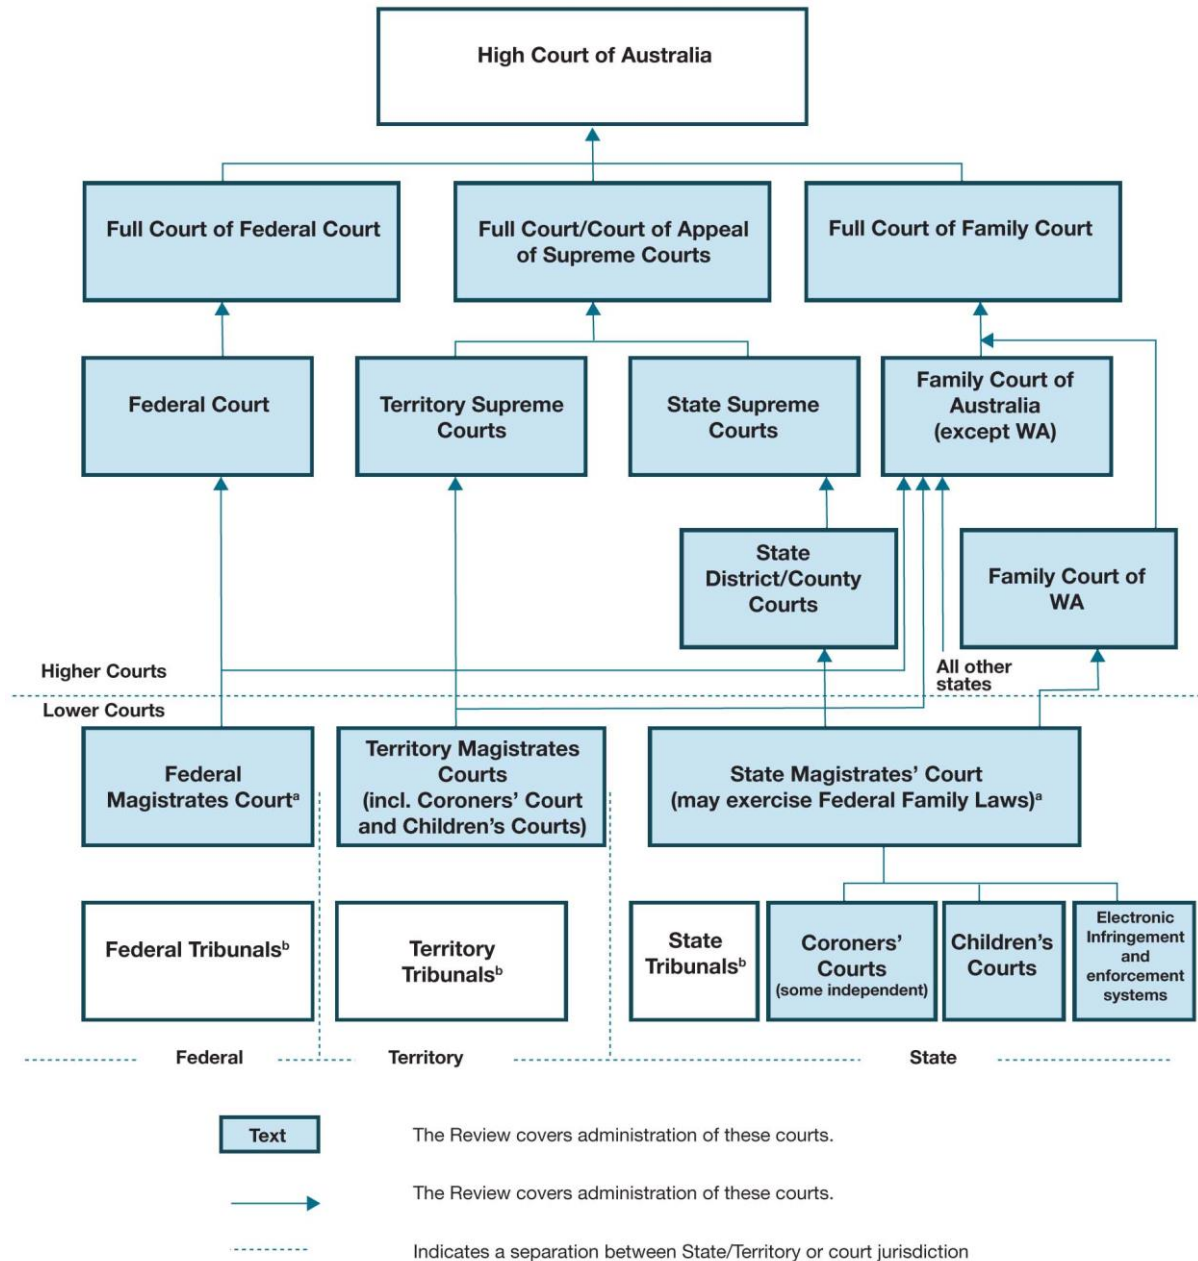 High Court of Australia
Full Court of Federal Court
Full Court/Court of Appeal
of Supreme Courts
Full Court of Family Court
Federal Court
Territory Supreme
Courts
State Supreme
Courts
Family Court of
Australia
(except WA)
State
District/County
Courts
Family Court of
WA
Higher Courts
All other
states
Lower Courts
Federal
Magistrates Courtᵃ
Territory Magistrates
Courts
(incl. Coroners’ Court
and Children’s Courts)
State Magistrates’ Court
(may exercise Federal Family Laws)ᵃ
Federal Tribunalsᵇ
Territory
Tribunalsᵇ
State
Tribunalsᵇ
Coroners’
Courts
(some independent)
Children’s
Courts
Electronic
Infringement
and
enforcement
systems
Federal
Territory
State
Text
The Review covers administration of these courts.
The Review covers administration of these courts.
Indicates a separation between State/Territory or court jurisdiction